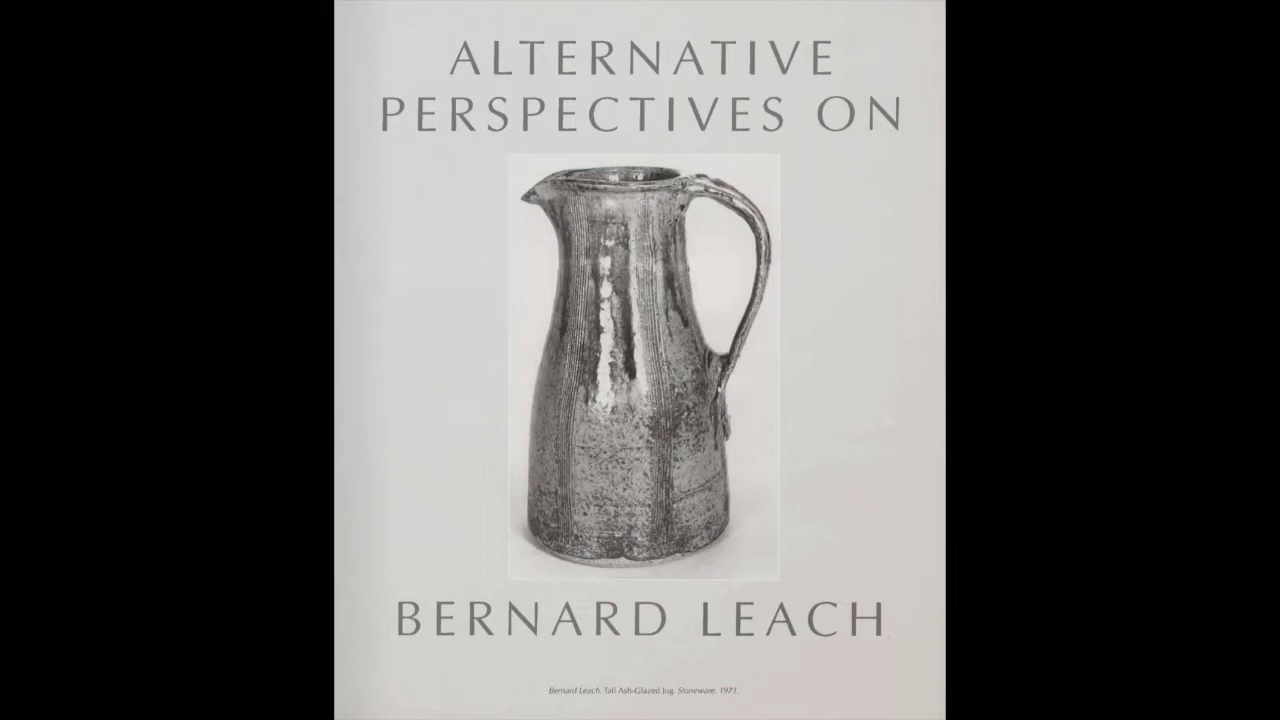 ALTERNATIVE
PERSPECTIVES ON
BERNARD LEACH
Bernard Leach. Tall Ash-Glazed Jug. Stoneware. 1971.